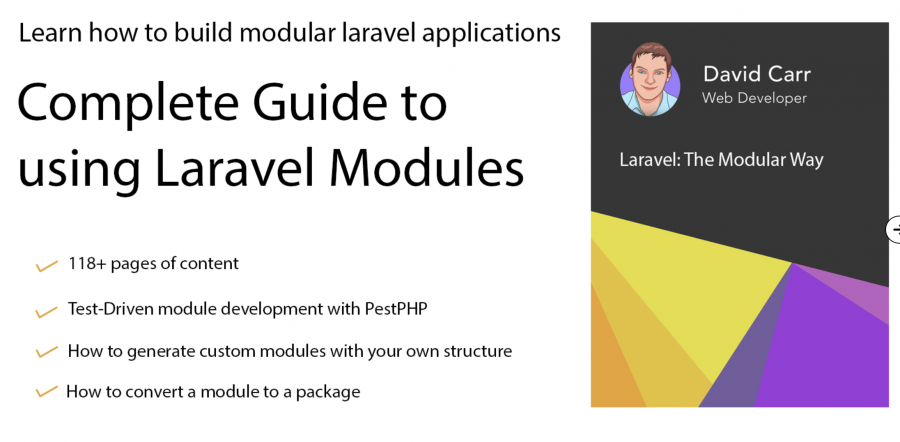 Learn how to build modular laravel applications
Complete Guide to
using Laravel Modules
118+ pages of content
Test-Driven module development with PestPHP
How to generate custom modules with your own structure
How to convert a module to a package
David Carr
Web Developer
Laravel: The Modular Way